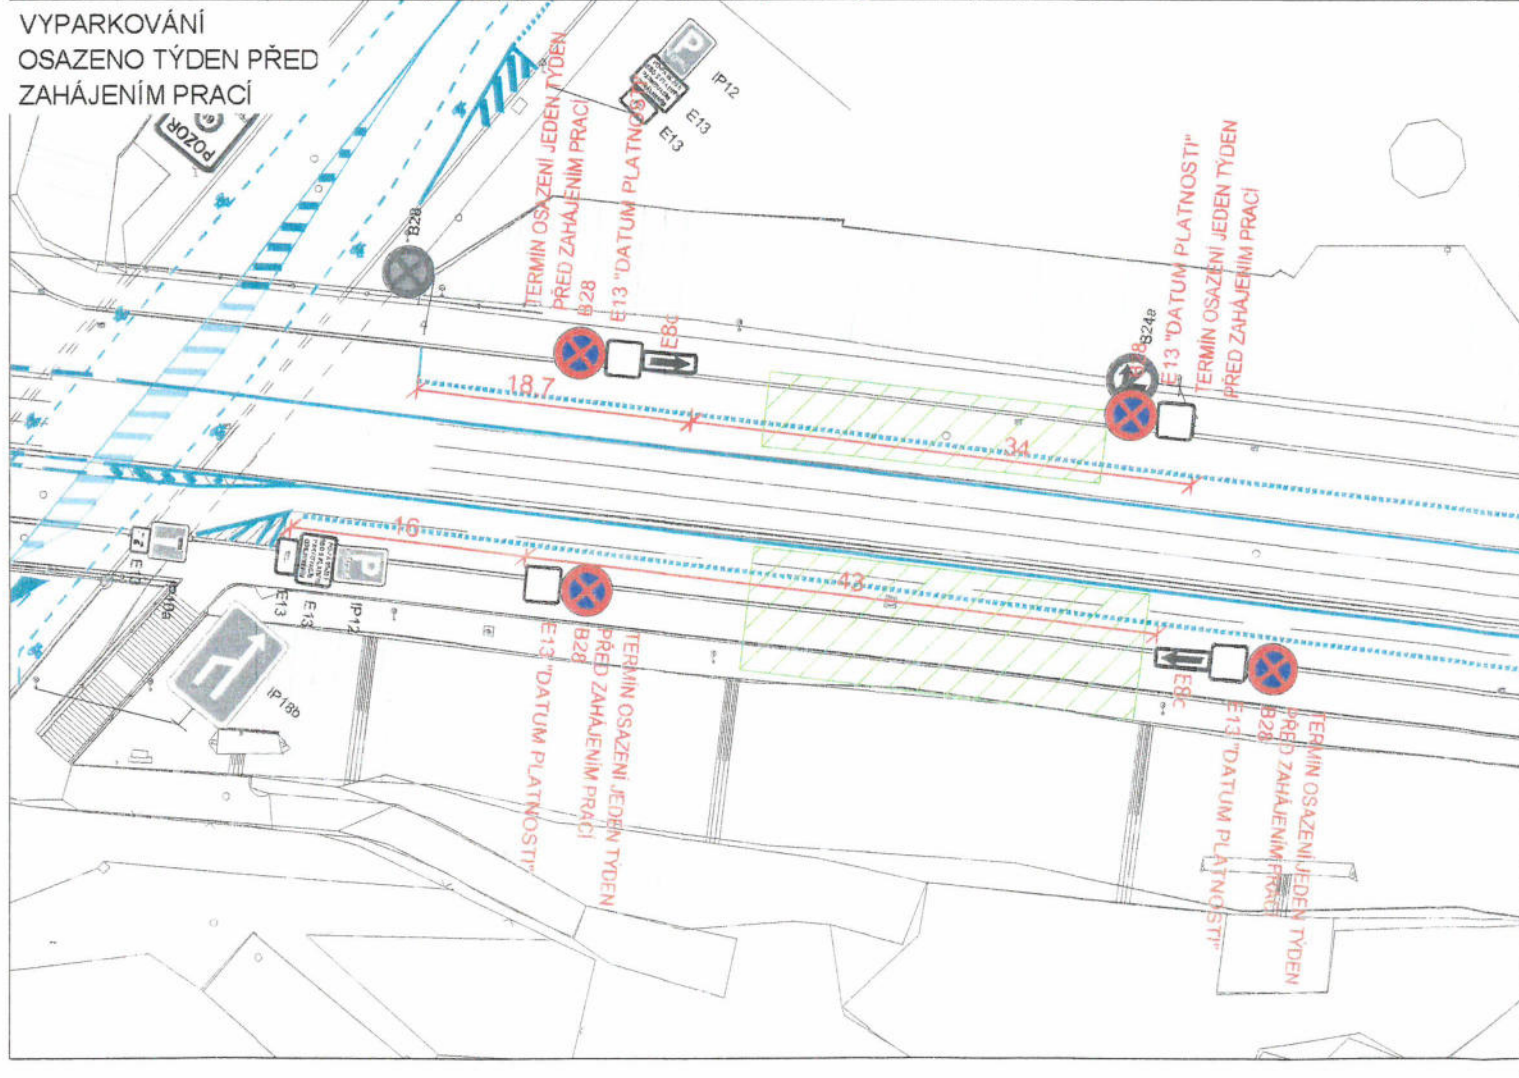 VYPARKOVÁNÍ
OSAZENO TÝDEN PŘED
ZAHÁJENÍM PRACÍ
POZOR
P
IP12
E13
E13
TERMÍN OSAZENÍ JEDEN TÝDEN
PŘED ZAHÁJENÍM PRACÍ
B28
E13 "DATUM PLATNOSTI"
E8c
B28
B24a
E13 "DATUM PLATNOSTI"
TERMÍN OSAZENÍ JEDEN TÝDEN
PŘED ZAHÁJENÍM PRACÍ
18,7
34
16
43
E13
IP10a
P
E13
E13
IP12
IP18b
E13 "DATUM PLATNOSTI"
B28
PŘED ZAHÁJENÍM PRACÍ
TERMÍN OSAZENÍ JEDEN TÝDEN
E8c
E13 "DATUM PLATNOSTI"
B28
PŘED ZAHÁJENÍM PRACÍ
TERMÍN OSAZENÍ JEDEN TÝDEN